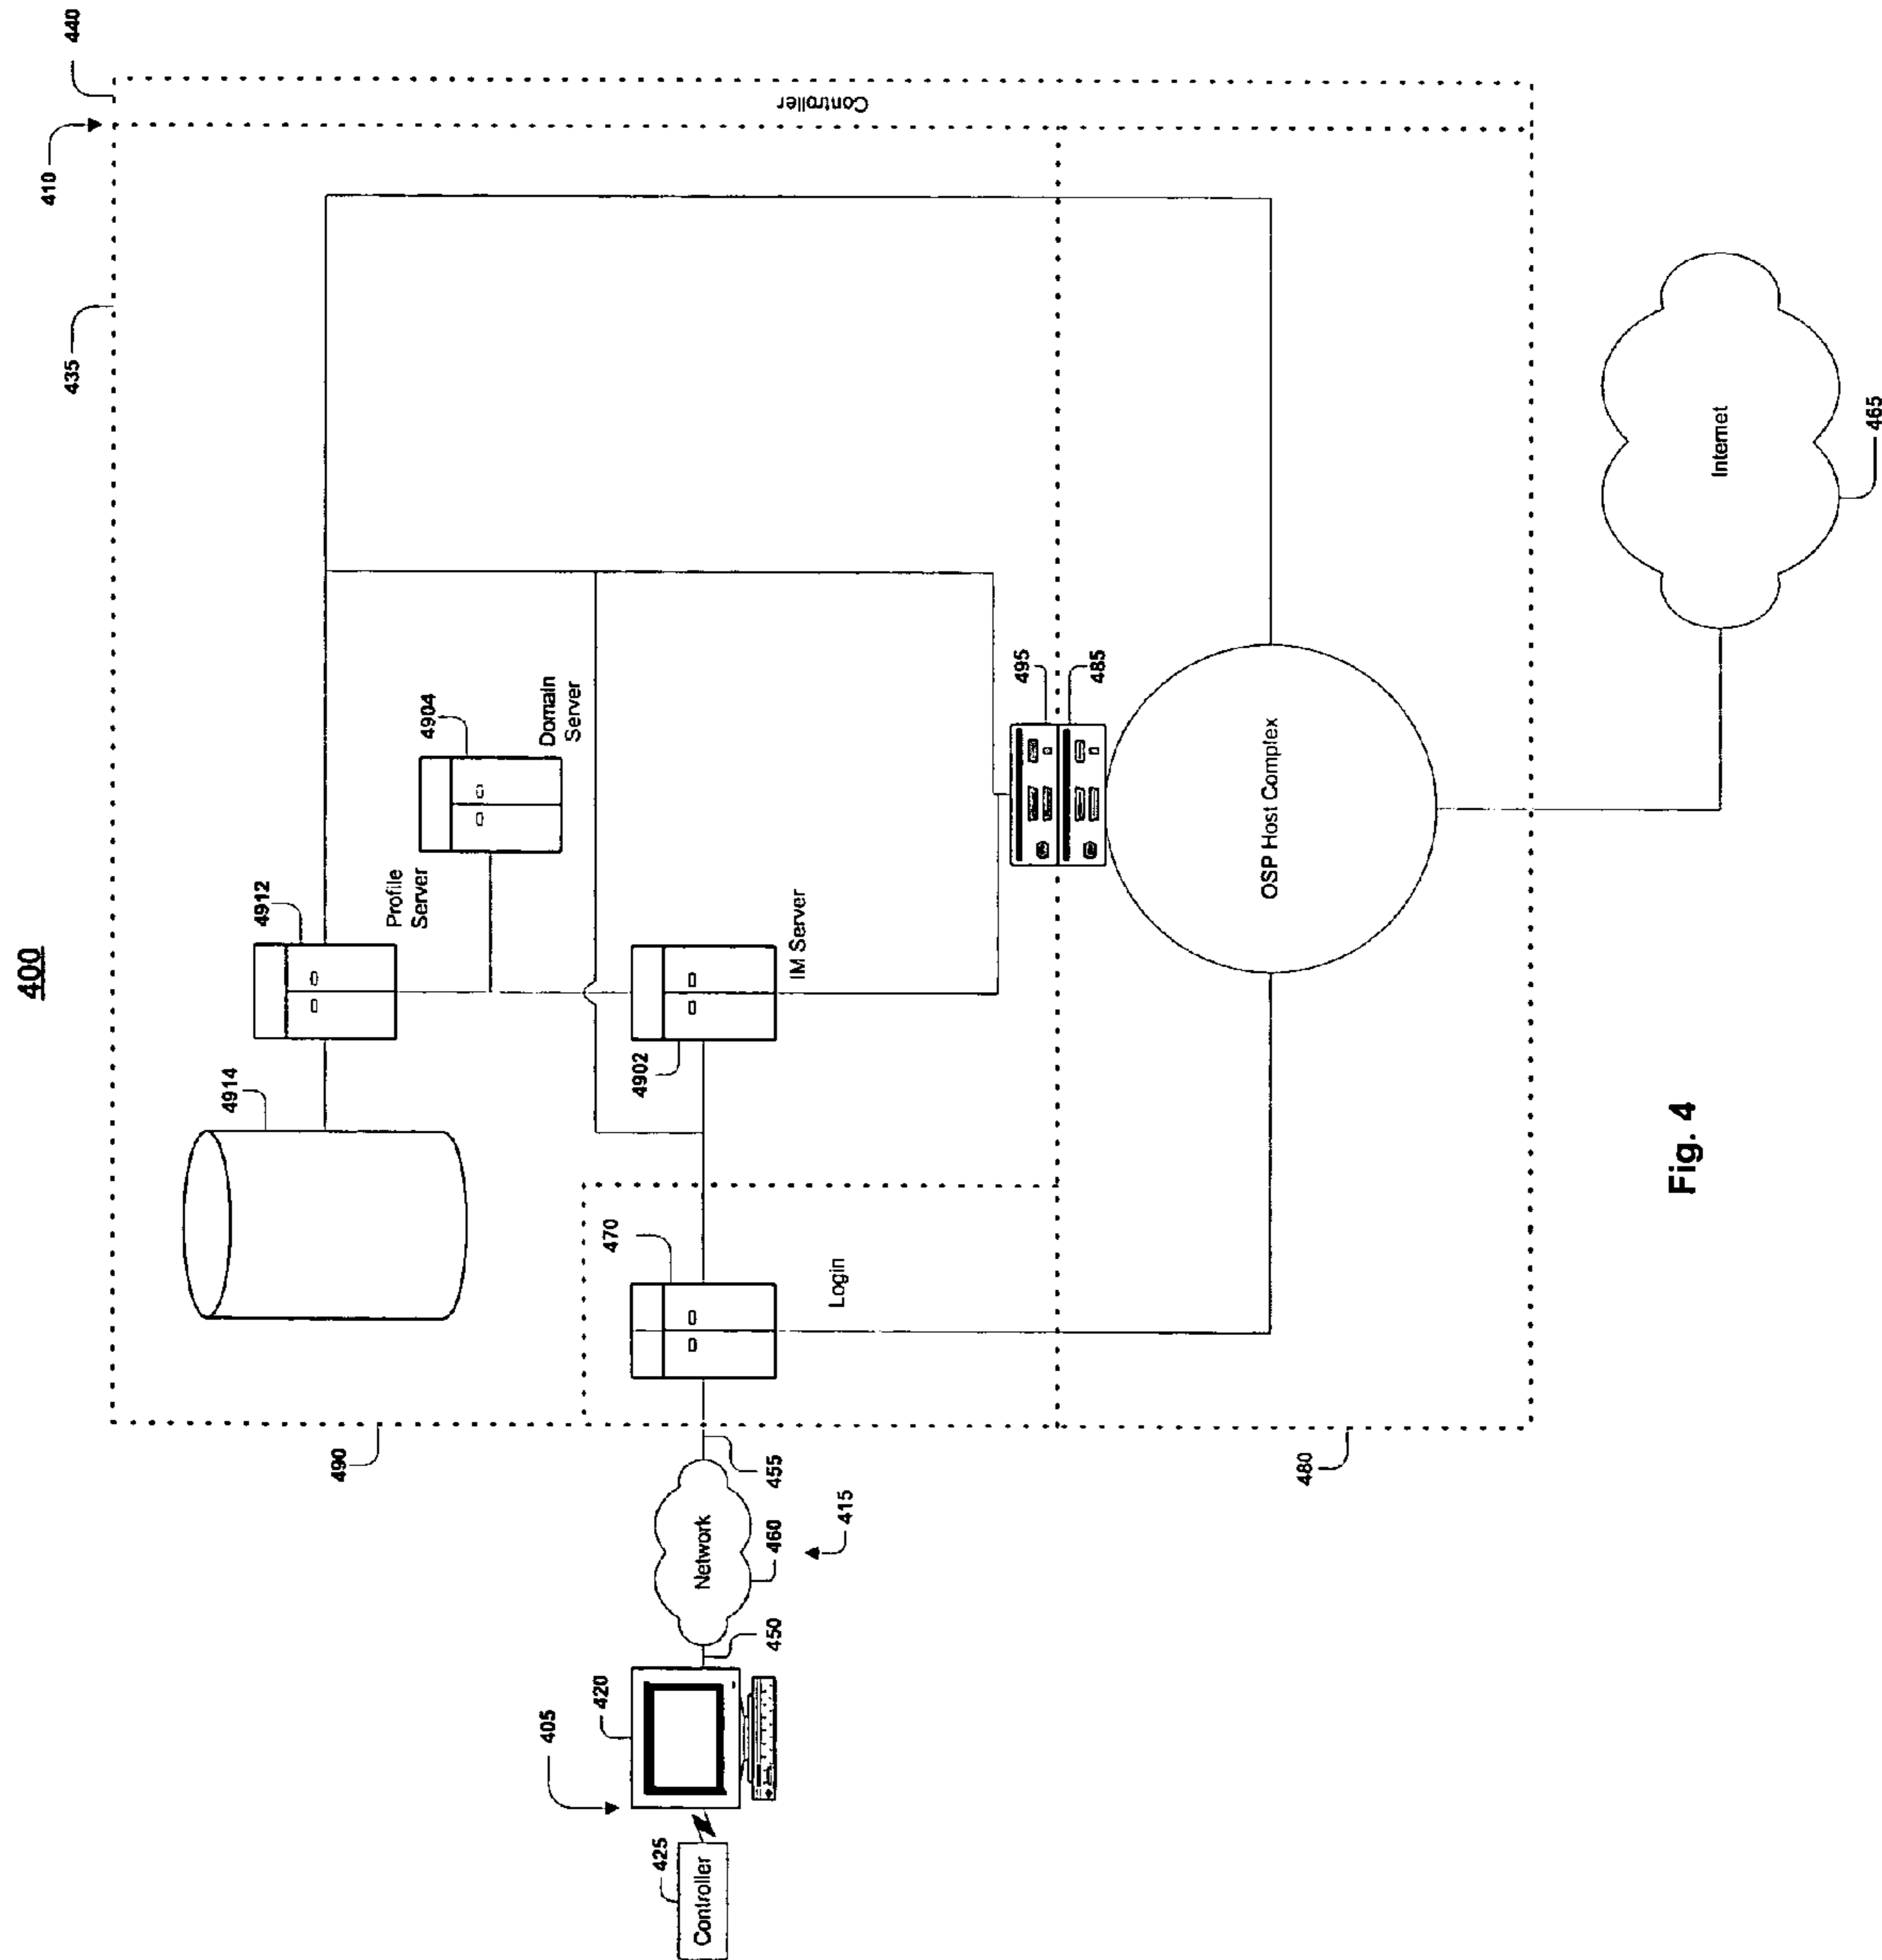 400
435
410
440
Controller
490
4914
4912
Profile
Server
4904
Domain
Server
4902
IM Server
470
Login
495
485
405
420
425
Controller
450
Network
460
455
415
480
OSP Host Complex
Internet
465
Fig. 4